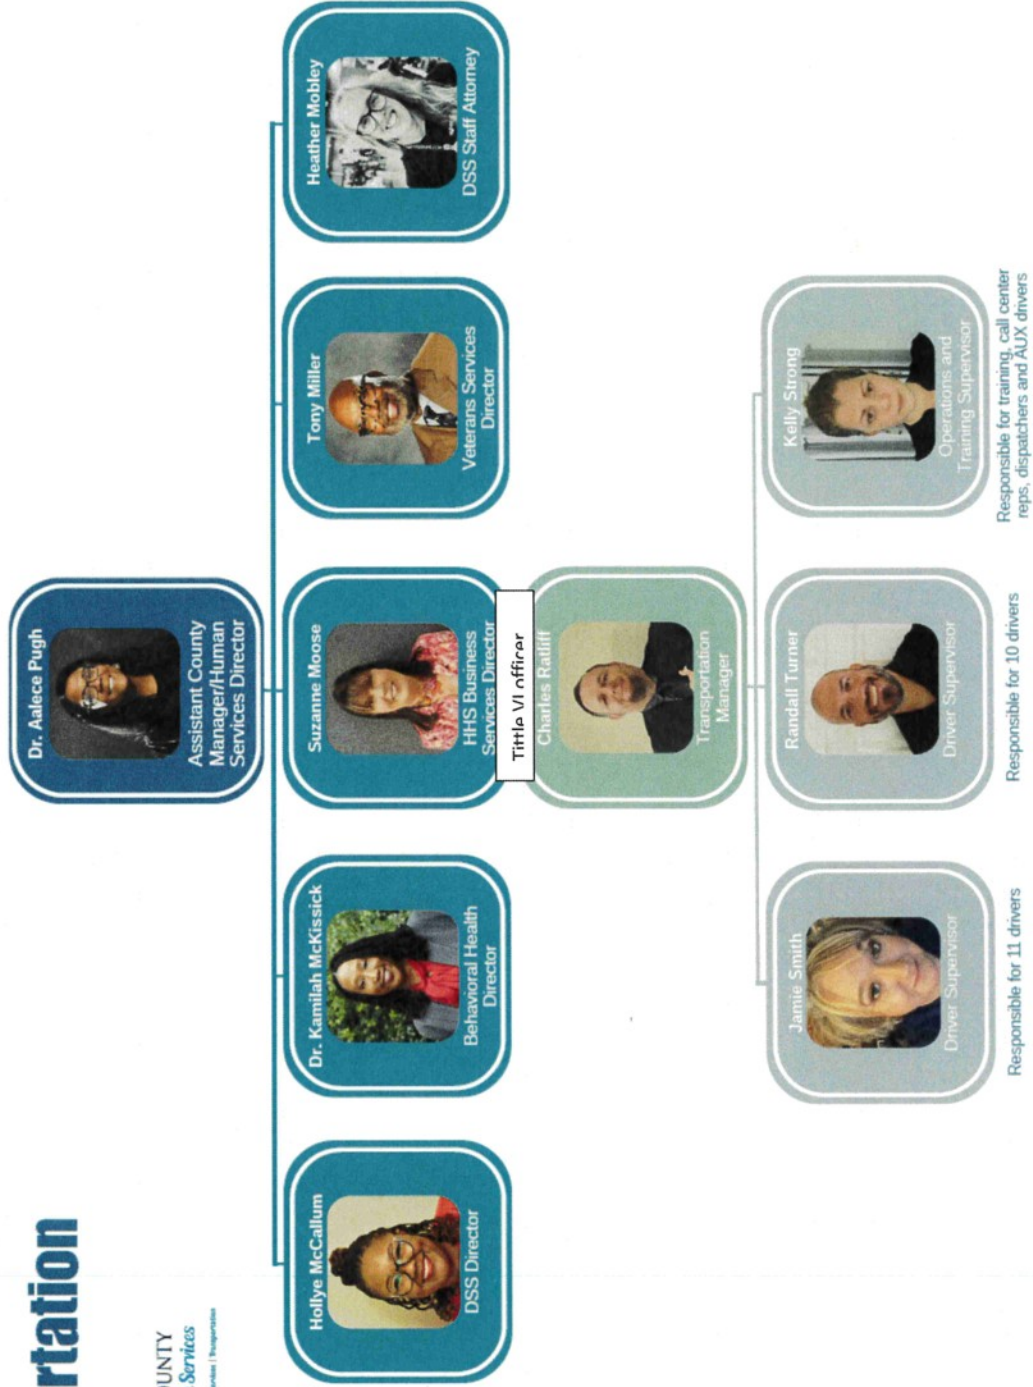 rtation
OUNTY
Services
Dr. Aalece Pugh
Assistant County
Manager/Human
Services Director
Hollye McCallum
DSS Director
Dr. Kamilah McKissick
Behavioral Health
Director
Suzanne Moose
HHS Business
Services Director
Tony Miller
Veterans Services
Director
Heather Mobley
DSS Staff Attorney
Tittle VI officer
Charles Ratliff
Transportation
Manager
Jamie Smith
Driver Supervisor
Responsible for 11 drivers
Randall Turner
Driver Supervisor
Responsible for 10 drivers
Kelly Strong
Operations and
Training Supervisor
Responsible for training, call center
reps, dispatchers and AUX drivers